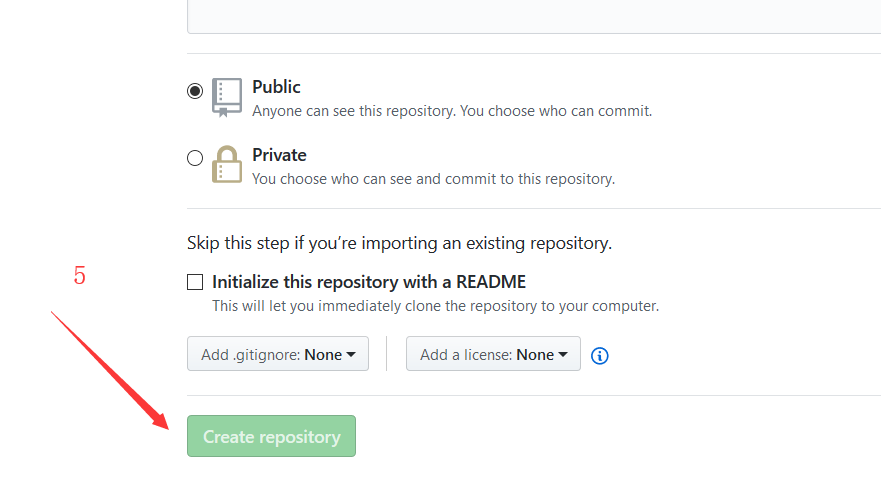 Public
Anyone can see this repository. You choose who can commit.
Private
You choose who can see and commit to this repository.
Skip this step if you’re importing an existing repository.
5
Initialize this repository with a README
This will let you immediately clone the repository to your computer.
Add .gitignore: None Add a license: None
Create repository